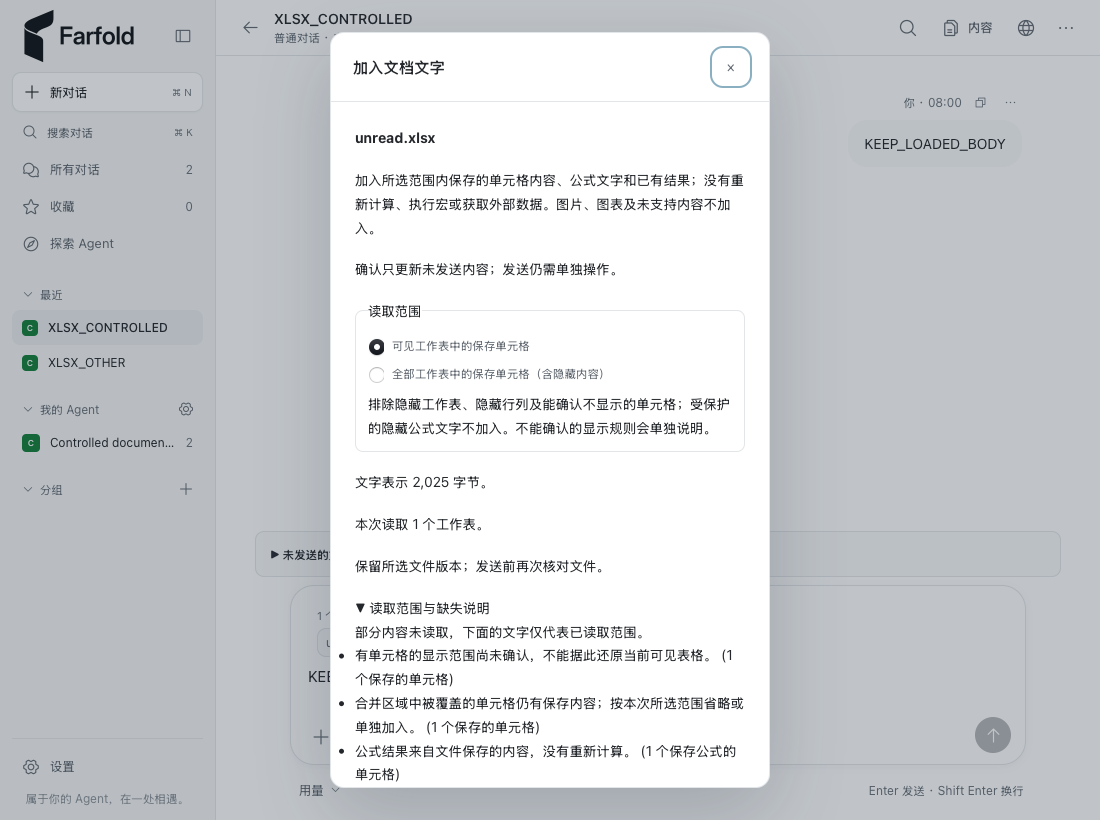 Farfold
新对话
⌘ N
搜索对话
⌘ K
所有对话
2
收藏
0
探索 Agent
最近
C
XLSX_CONTROLLED
C
XLSX_OTHER
我的 Agent
C
Controlled documen...
2
分组
设置
属于你的 Agent，在一处相遇。
XLSX_CONTROLLED
普通对话 ·
内容
你 · 08:00
KEEP_LOADED_BODY
加入文档文字
×
unread.xlsx
加入所选范围内保存的单元格内容、公式文字和已有结果；没有重
新计算、执行宏或获取外部数据。图片、图表及未支持内容不加
入。
确认只更新未发送内容；发送仍需单独操作。
读取范围
可见工作表中的保存单元格
全部工作表中的保存单元格（含隐藏内容）
排除隐藏工作表、隐藏行列及能确认不显示的单元格；受保护
的隐藏公式文字不加入。不能确认的显示规则会单独说明。
文字表示 2,025 字节。
本次读取 1 个工作表。
保留所选文件版本；发送前再次核对文件。
▼ 读取范围与缺失说明
部分内容未读取，下面的文字仅代表已读取范围。
• 有单元格的显示范围尚未确认，不能据此还原当前可见表格。 (1
个保存的单元格)
• 合并区域中被覆盖的单元格仍有保存内容；按本次所选范围省略或
单独加入。 (1 个保存的单元格)
• 公式结果来自文件保存的内容，没有重新计算。 (1 个保存公式的
单元格)
▶ 未发送的
1
KEE
用量
Enter 发送 · Shift Enter 换行